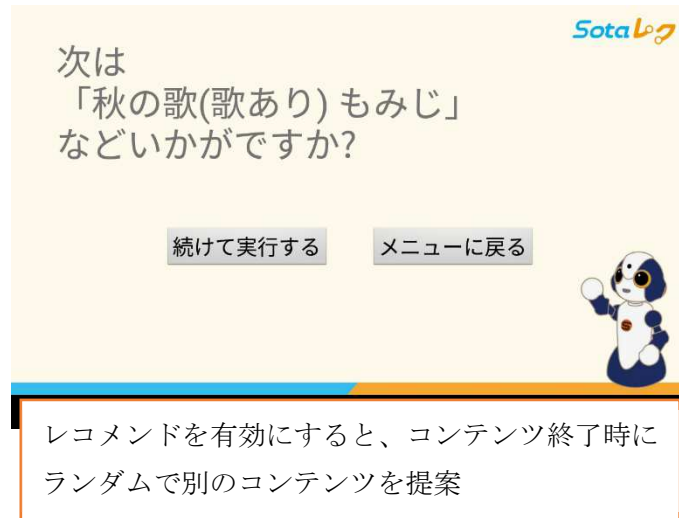 Sotaレク
次は
「秋の歌(歌あり) もみじ」
などいかがですか?
続けて実行する
メニューに戻る
レコメンドを有効にすると、コンテンツ終了時に
ランダムで別のコンテンツを提案